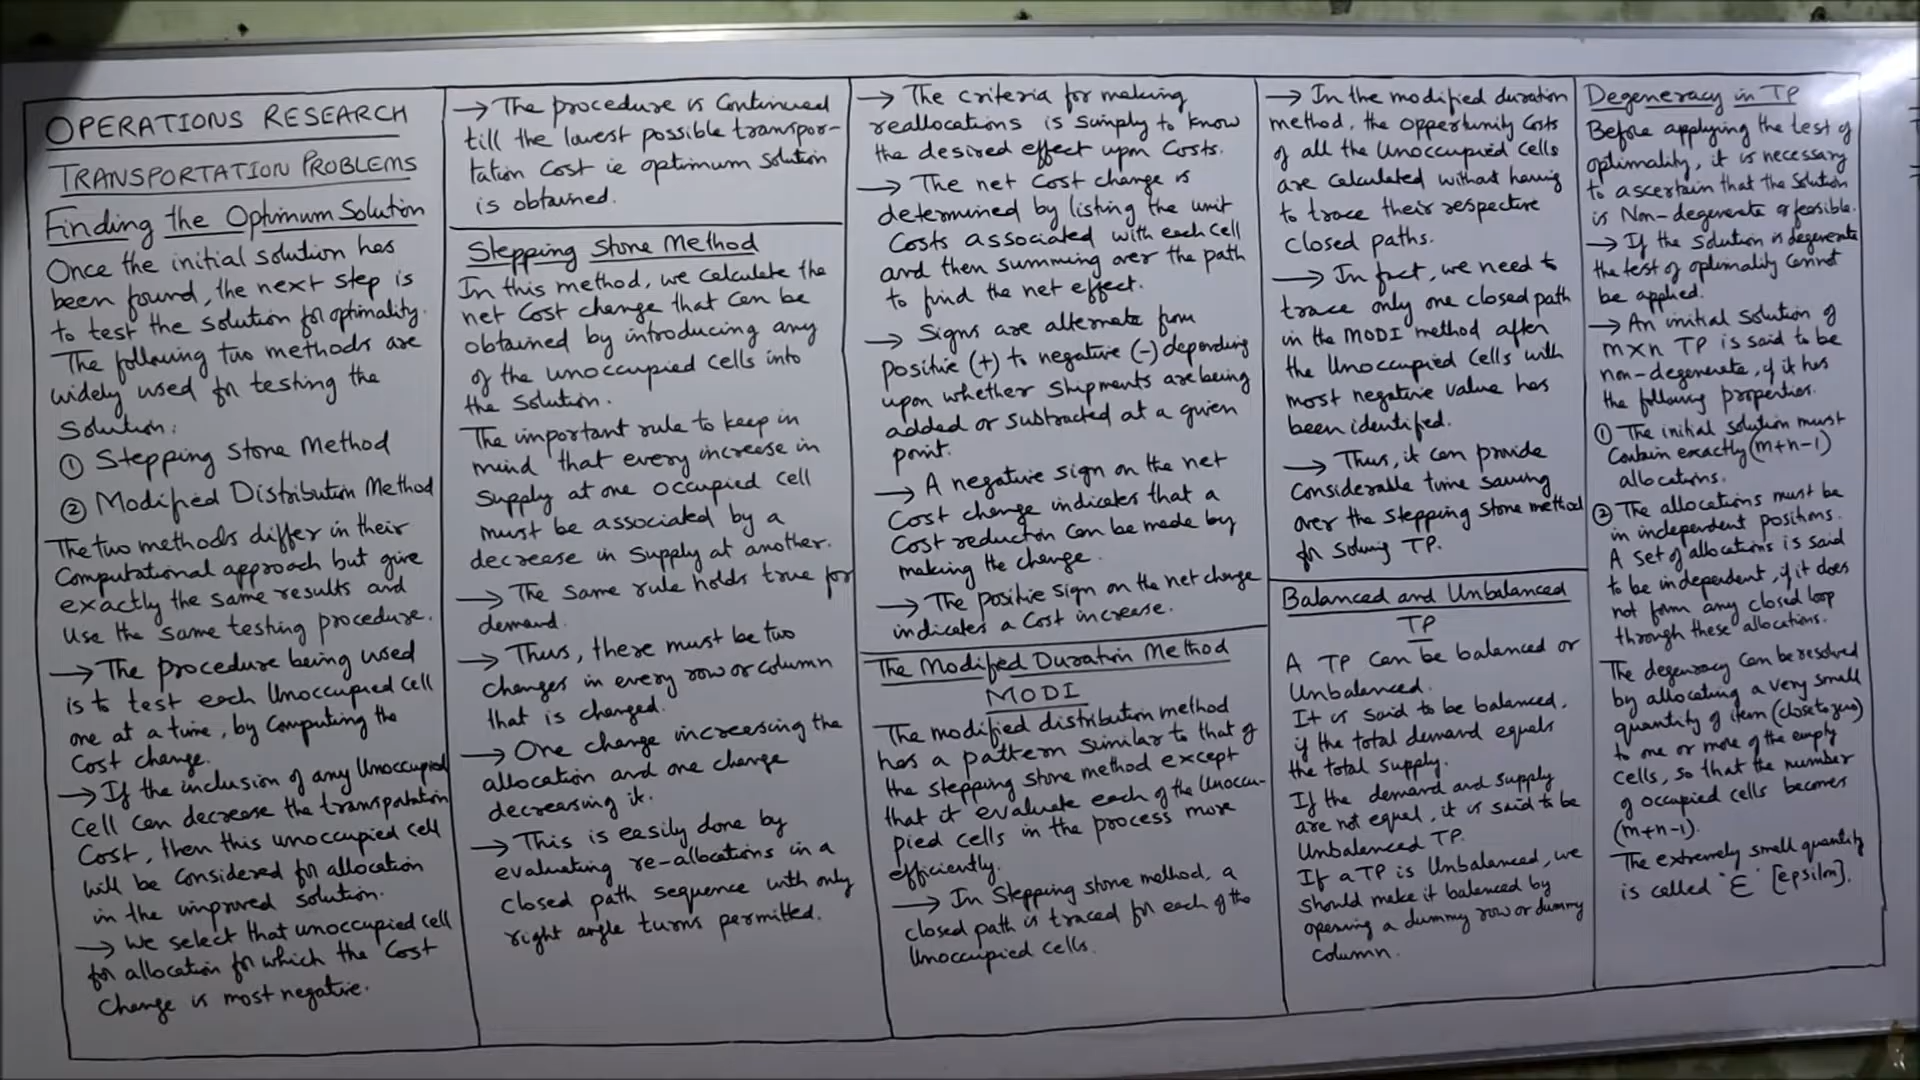 OPERATIONS RESEARCH
TRANSPORTATION PROBLEMS
Finding the Optimum Solution
Once the initial solution has
been found, the next step is
to test the solution for optimality.
The following two methods are
widely used for testing the
solution:
① Stepping Stone Method
② Modified Distribution Method
The two methods differ in their
Computational approach but give
exactly the same results and
use the same testing procedure.
→ The procedure being used
is to test each Unoccupied cell
one at a time, by Computing the
Cost change.
→ If the inclusion of any Unoccupied
Cell can decrease the transportation
Cost, then this unoccupied cell
will be Considered for allocation
in the improved solution.
→ We select that unoccupied cell
for allocation for which the Cost
Change is most negative.
→ The procedure is Continued
till the lowest possible transpor-
tation Cost ie optimum solution
is obtained.
Stepping Stone Method
In this method, we calculate the
net Cost change that can be
obtained by introducing any
of the unoccupied cells into
the Solution.
The important rule to keep in
mind that every increase in
Supply at one occupied cell
must be associated by a
decrease in Supply at another.
→ The same rule holds true for
demand.
→ Thus, there must be two
changes in every row or column
that is changed.
→ One change increasing the
allocation and one change
decreasing it.
→ This is easily done by
evaluating re-allocations in a
closed path sequence with only
right angle turns permitted.
→ The criteria for making
reallocations is simply to know
the desired effect upon Costs.
→ The net Cost change is
determined by listing the unit
Costs associated with each cell
and then summing over the path
to find the net effect.
→ Signs are alternate from
Positive (+) to negative (-) depending
upon whether shipments are being
added or subtracted at a given
point.
→ A negative sign on the net
Cost change indicates that a
Cost reduction can be made by
making the change.
→ The positive sign on the net change
indicates a Cost increase.
The Modified Duration Method
MODI
The modified distribution method
has a pattern similar to that of
the stepping stone method except
that it evaluate each of the Unoccu-
pied cells in the process more
efficiently.
→ In Stepping stone method, a
closed path is traced for each of the
Unoccupied cells.
→ In the modified duration
method, the opportunity Costs
of all the Unoccupied Cells
are calculated without having
to trace their respective
closed paths.
→ In fact, we need to
trace only one closed path
in the MODI method after
the Unoccupied Cells with
most negative value has
been identified.
→ Thus, it can provide
Considerable time saving
over the stepping stone method
for solving TP.
Balanced and Unbalanced
TP
A TP Can be balanced or
Unbalanced.
It is said to be balanced,
if the total demand equals
the total supply.
If the demand and supply
are not equal, it is said to be
Unbalanced TP.
If a TP is Unbalanced, we
should make it balanced by
opening a dummy row or dummy
column.
Degeneracy in TP
Before applying the test of
optimality, it is necessary
to ascertain that the Solution
is Non-degenerate & feasible.
→ If the solution is degenerate
the test of optimality Cannot
be applied.
→ An initial solution of
m×n TP is said to be
non-degenerate, if it has
the following properties.
① The initial solution must
Contain exactly (m+n-1)
allocations.
② The allocations must be
in independent positions.
A set of allocations is said
to be independent, if it does
not form any closed loop
through these allocations.
The degenracy Can be resolved
by allocating a very small
quantity of item (close to zero)
to one or more of the empty
cells, so that the number
of occupied cells becomes
(m+n-1).
The extremely small quantity
is called 'Ɛ' [epsilon].